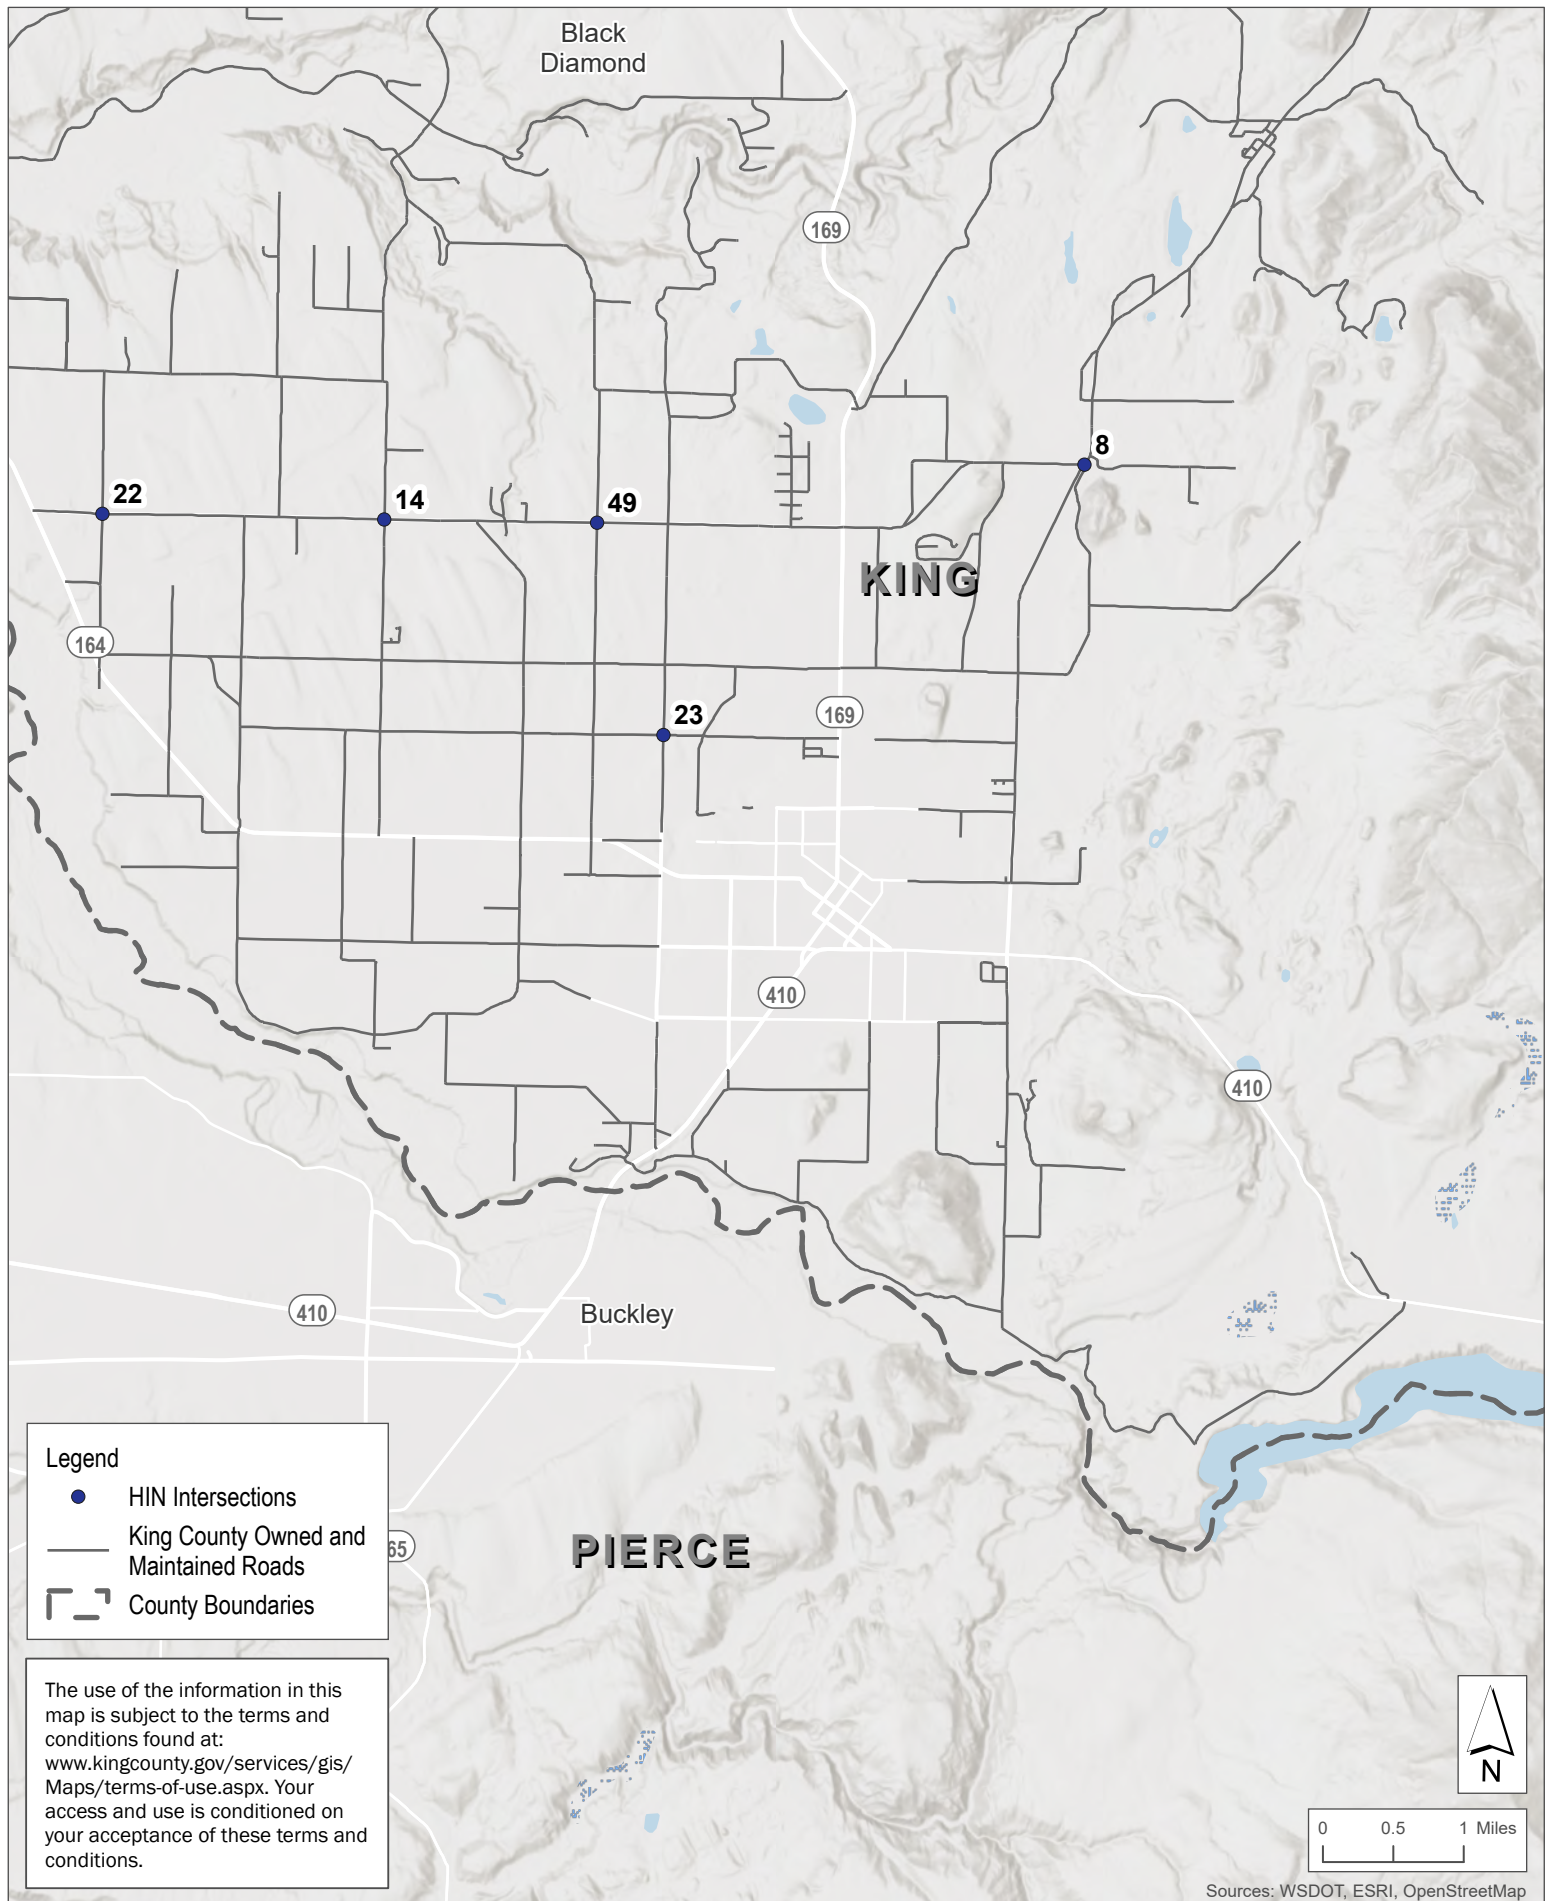 Black
Diamond
169
8
22
14
49
KING
164
23
169
410
410
410
Buckley
Legend
HIN Intersections
King County Owned and
Maintained Roads
County Boundaries
65
PIERCE
The use of the information in this
map is subject to the terms and
conditions found at:
www.kingcounty.gov/services/gis/
Maps/terms-of-use.aspx. Your
access and use is conditioned on
your acceptance of these terms and
conditions.
N
0 0.5 1 Miles
Sources: WSDOT, ESRI, OpenStreetMap